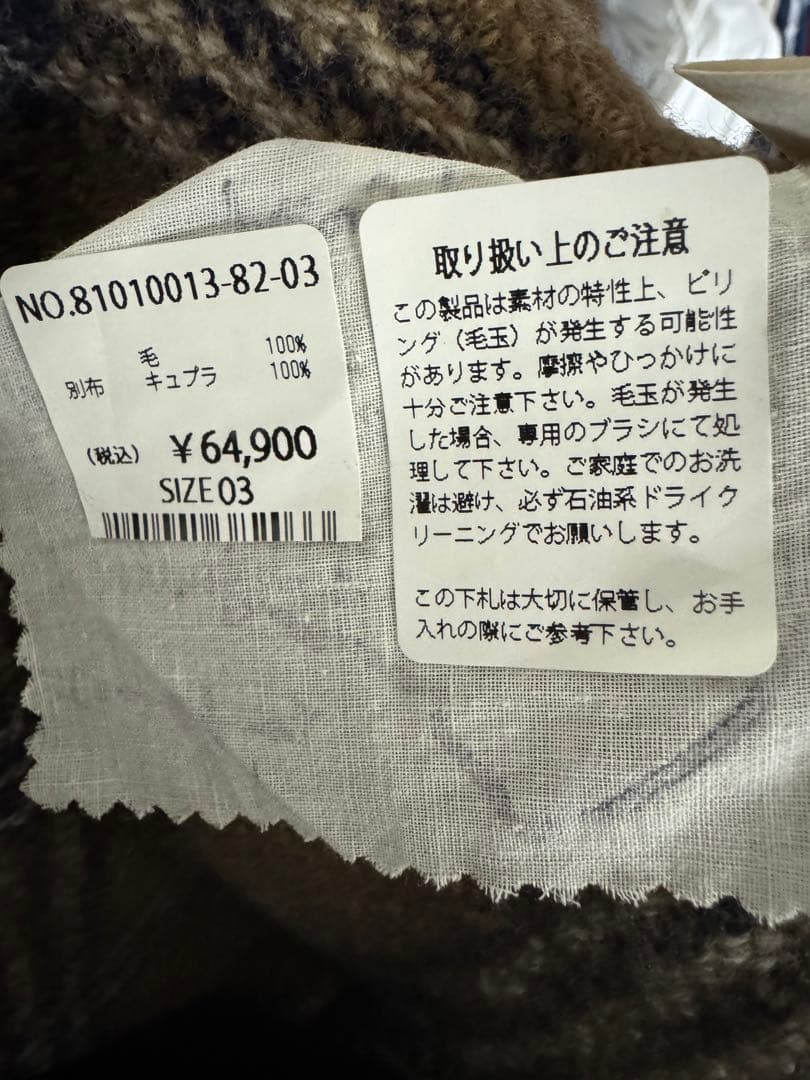 NO.81010013-82-03
毛 100%
別布 キュプラ 100%
(税込) ¥64,900
SIZE 03
取り扱い上のご注意
この製品は素材の特性上、ピリ
ング(毛玉)が発生する可能性
があります。摩擦やひっかけに
十分ご注意下さい。毛玉が発生
した場合、専用のブラシにて処
理して下さい。ご家庭でのお洗
濯は避け、必ず石油系ドライク
リーニングでお願いします。
この下札は大切に保管し、お手
入れの際にご参考下さい。